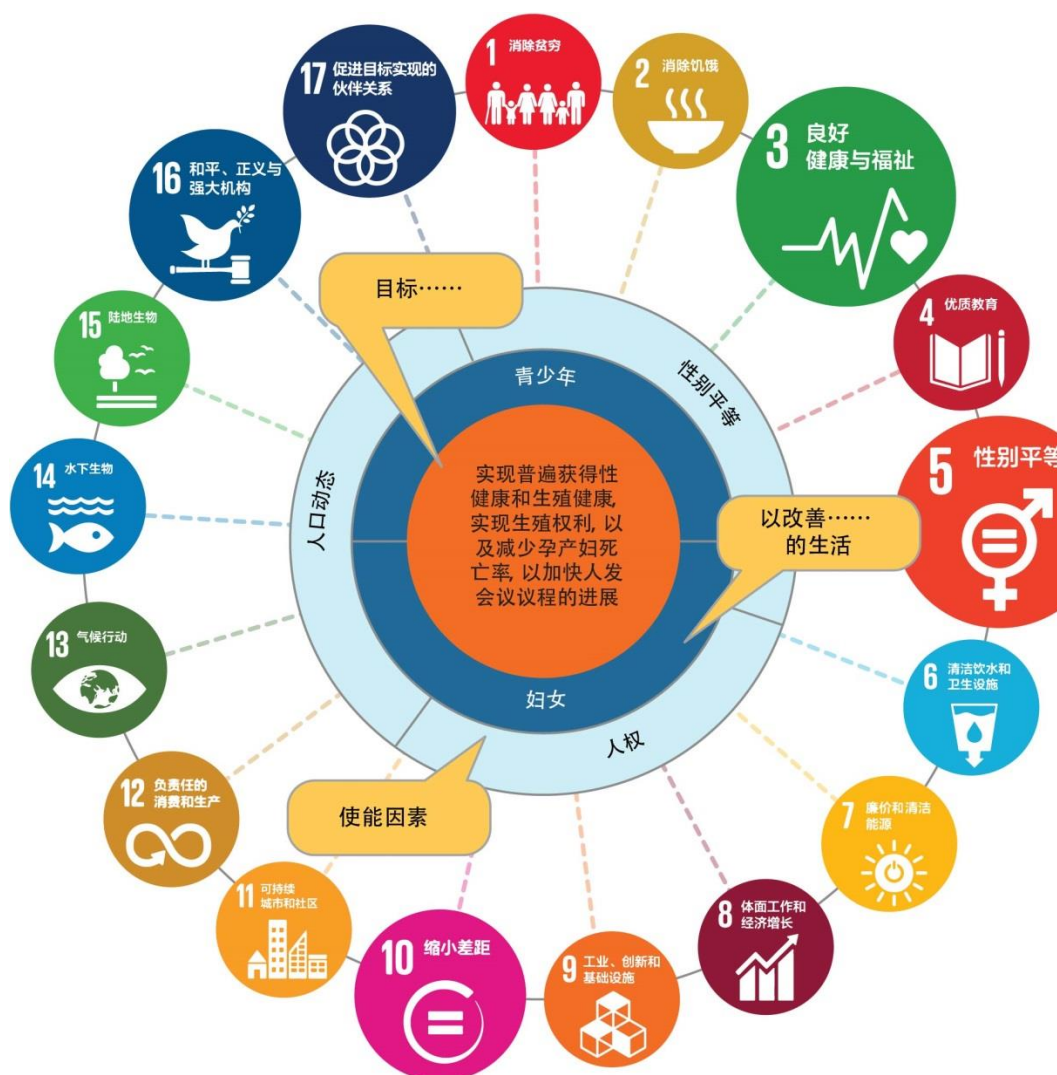 1 消除贫穷
2 消除饥饿
3 良好
健康与福祉
4 优质教育
5 性别平等
6 清洁饮水和
卫生设施
7 廉价和清洁
能源
8 体面工作和
经济增长
9 工业、创新和
基础设施
10 缩小差距
11 可持续
城市和社区
12 负责任的
消费和生产
13 气候行动
14 水下生物
15 陆地生物
16 和平、正义与
强大机构
17 促进目标实现的
伙伴关系
目标……
青少年
性别平等
人口动态
实现普遍获得性
健康和生殖健康,
实现生殖权利, 以
及减少孕产妇死
亡率, 以加快人发
会议议程的进展
以改善……
的生活
妇女
人权
使能因素